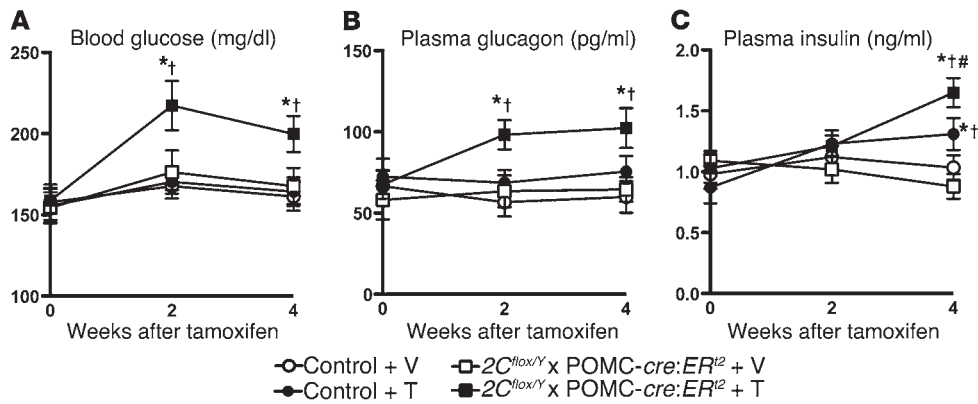 A Blood glucose (mg/dl)
250
200
150
100
0 2 4
Weeks after tamoxifen
*†
*†
B Plasma glucagon (pg/ml)
150
100
50
0
0 2 4
Weeks after tamoxifen
*†
*†
C Plasma insulin (ng/ml)
2.0
1.5
1.0
0.5
0.0
0 2 4
Weeks after tamoxifen
*†#
*†
Control + V
Control + T
2C^flox/Y x POMC-cre:ER^t2 + V
2C^flox/Y x POMC-cre:ER^t2 + T